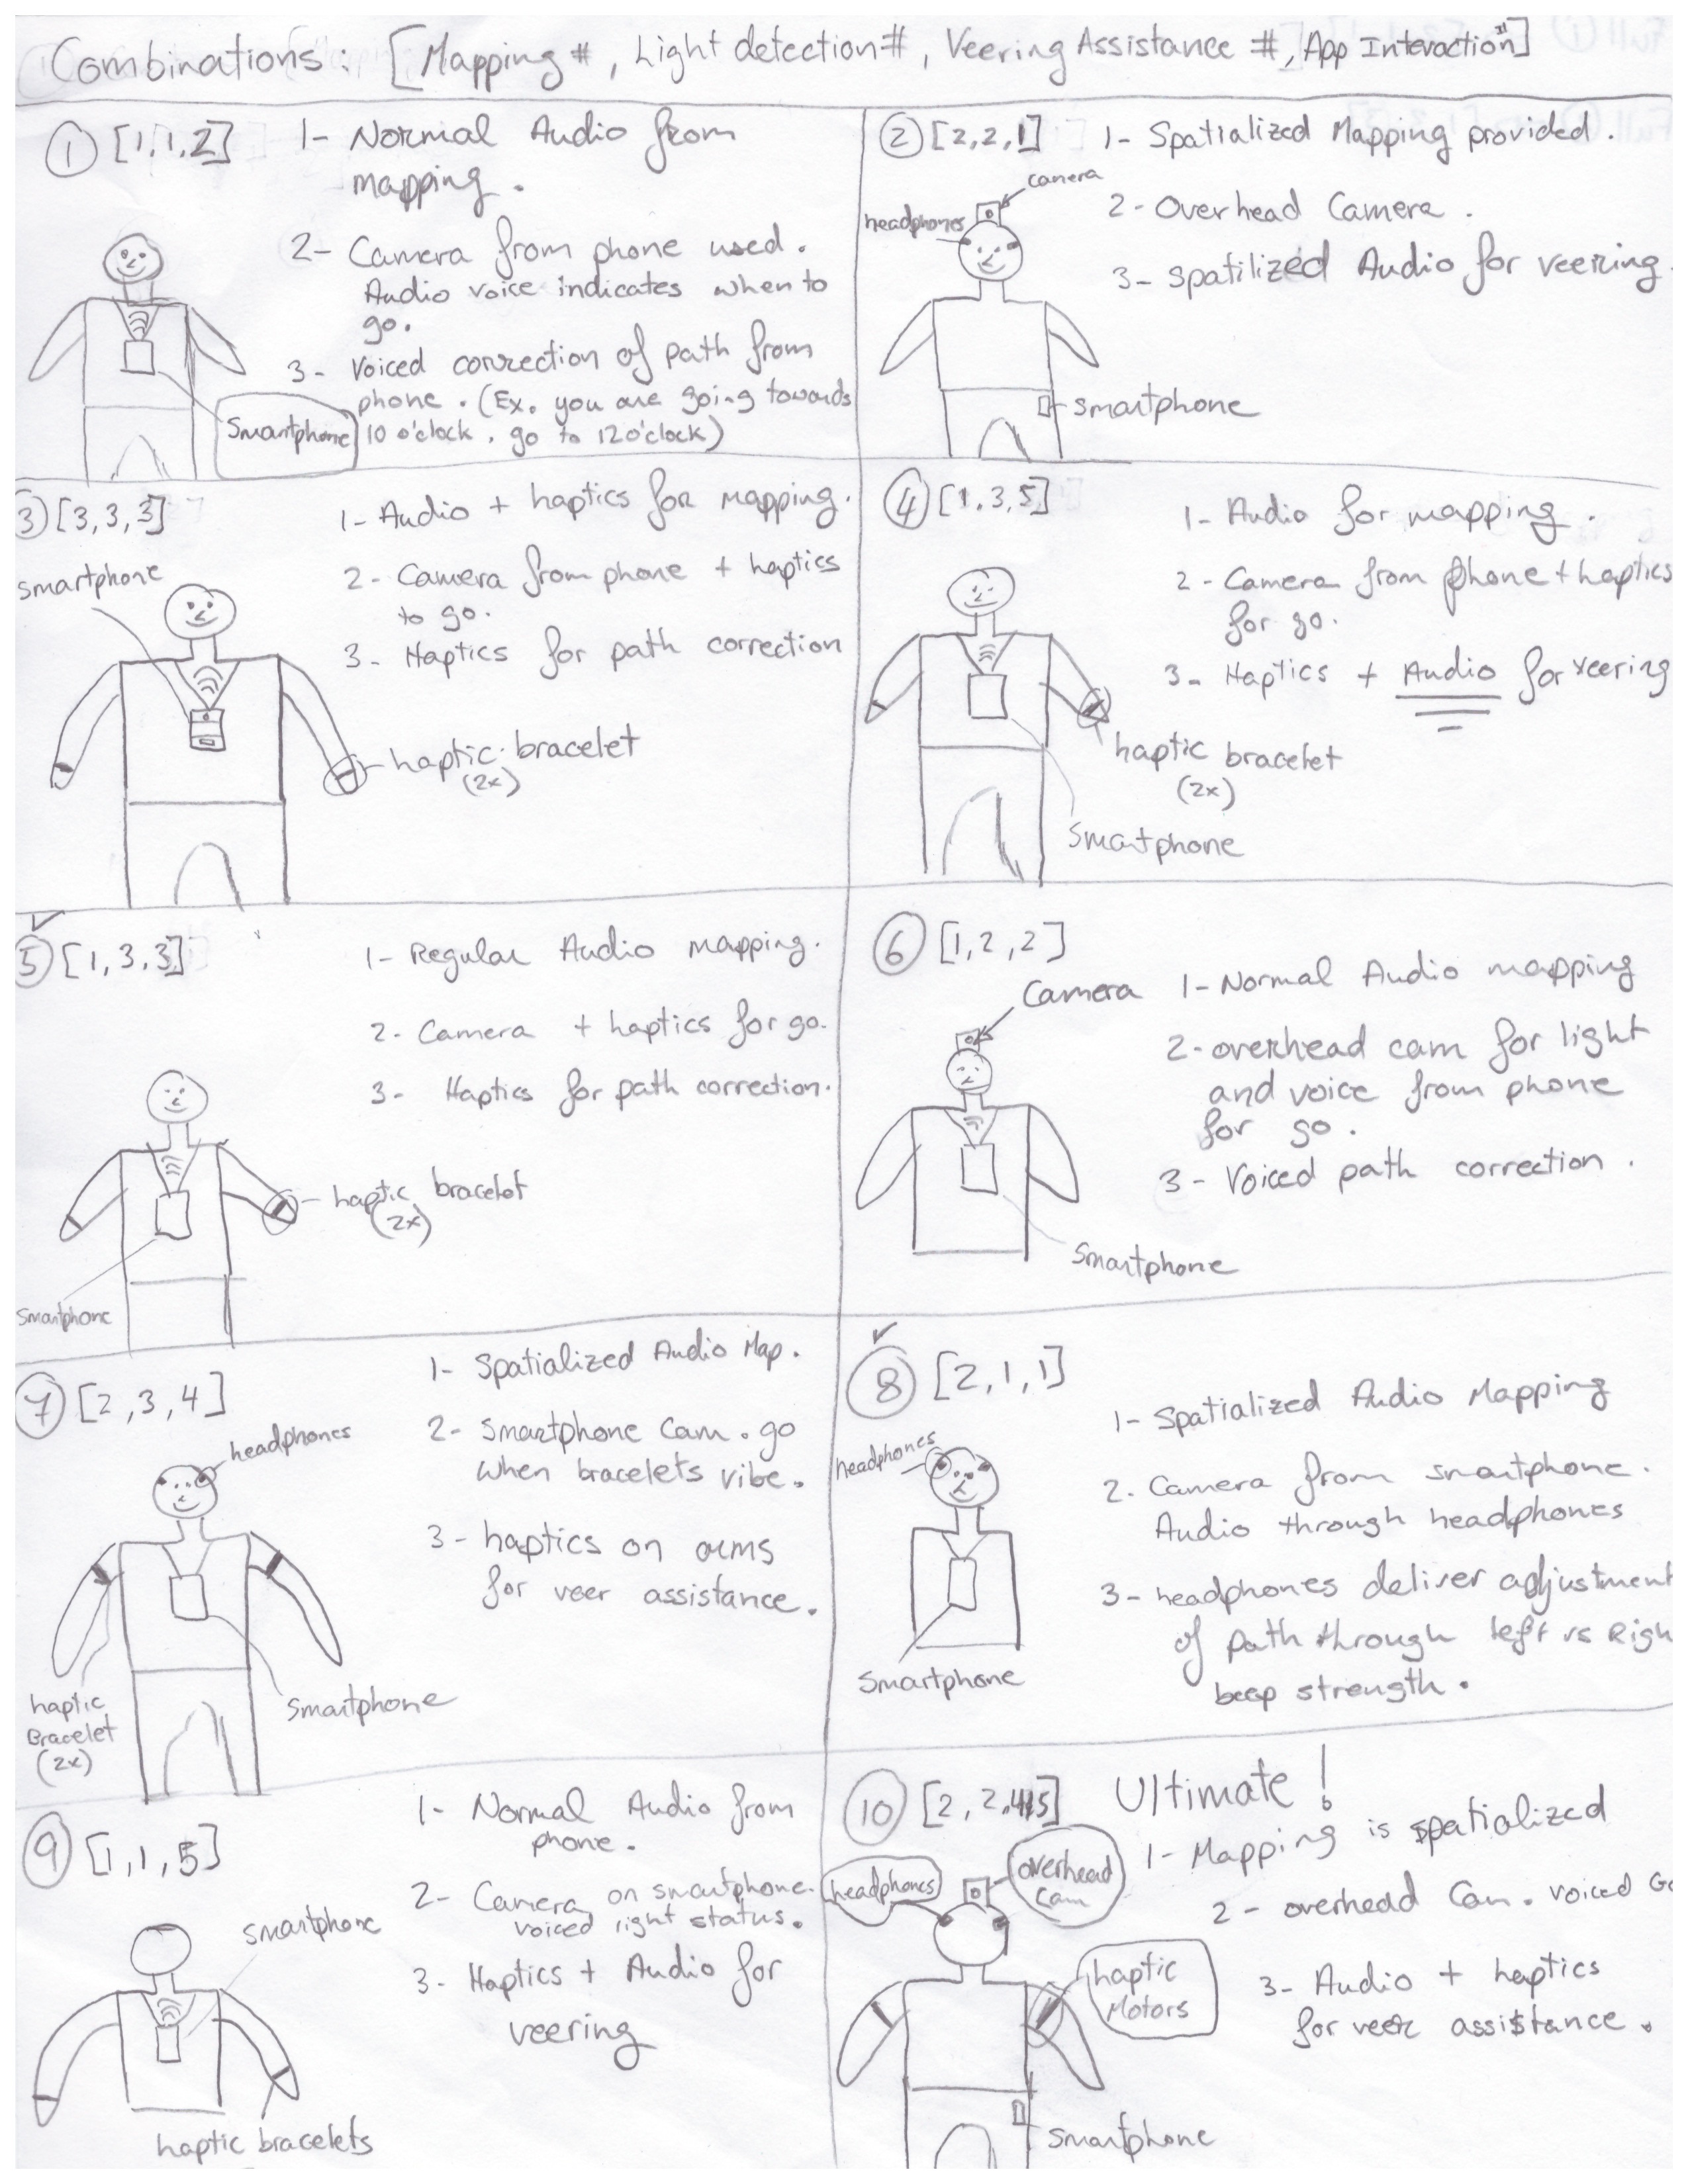 Combinations: [Mapping #, Light detection #, Veering Assistance #, App Interaction #]
① [1,1,2]
1- Normal Audio from
mapping.
2- Camera from phone used.
Audio voice indicates when to
go.
3- Voiced correction of path from
phone. (Ex. you are going towards
10 o'clock, go to 12 o'clock)
Smartphone
② [2,2,1]
1- Spatialized Mapping provided.
camera
headphones
2- Overhead Camera.
3- Spatilized Audio for veering.
smartphone
③ [3,3,3]
1- Audio + haptics for mapping.
smartphone
2- Camera from phone + haptics
to go.
3- Haptics for path correction
haptic bracelet
(2x)
④ [1,3,5]
1- Audio for mapping.
2- Camera from phone + haptics
for go.
3- Haptics + Audio for veering
haptic bracelet
(2x)
Smartphone
⑤ [1,3,3]
1- Regular Audio mapping.
2- Camera + haptics for go.
3- Haptics for path correction.
haptic bracelet
(2x)
Smartphone
⑥ [1,2,2]
Camera
1- Normal Audio mapping
2- overhead cam for light
and voice from phone
for go.
3- Voiced path correction.
Smartphone
⑦ [2,3,4]
1- Spatialized Audio Map.
headphones
2- Smartphone Cam. go
when bracelets vibe.
3- haptics on arms
for veer assistance.
haptic
Bracelet
(2x)
Smartphone
⑧ [2,1,1]
1- Spatialized Audio Mapping
headphones
2. Camera from smartphone.
Audio through headphones
3- headphones deliver adjustment
of path through left vs Righ
beep strength.
Smartphone
⑨ [1,1,5]
1- Normal Audio from
phone.
2- Camera on smartphone.
voiced right status.
smartphone
3- Haptics + Audio for
veering
haptic bracelets
⑩ [2,2,4,5]
Ultimate!
1- Mapping is spatialized
headphones
overhead
Cam
2- overhead Cam. voiced Go
haptic
Motors
3- Audio + haptics
for veer assistance.
smartphone